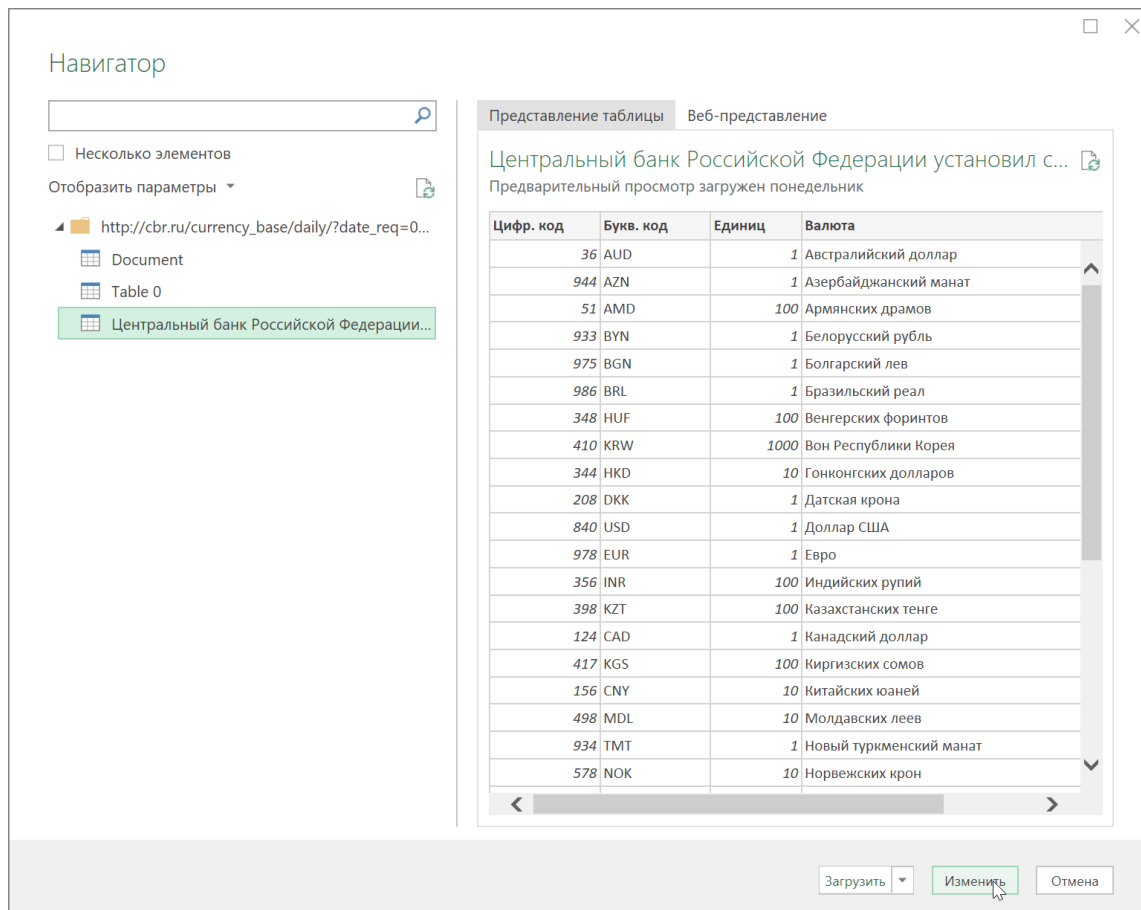 Навигатор
Несколько элементов
Отобразить параметры
http://cbr.ru/currency_base/daily/?date_req=0...
Document
Table 0
Центральный банк Российской Федерации...
Представление таблицы Веб-представление
Центральный банк Российской Федерации установил с...
Предварительный просмотр загружен понедельник
Цифр. код Букв. код Единиц Валюта
36 AUD 1 Австралийский доллар
944 AZN 1 Азербайджанский манат
51 AMD 100 Армянских драмов
933 BYN 1 Белорусский рубль
975 BGN 1 Болгарский лев
986 BRL 1 Бразильский реал
348 HUF 100 Венгерских форинтов
410 KRW 1000 Вон Республики Корея
344 HKD 10 Гонконгских долларов
208 DKK 1 Датская крона
840 USD 1 Доллар США
978 EUR 1 Евро
356 INR 100 Индийских рупий
398 KZT 100 Казахстанских тенге
124 CAD 1 Канадский доллар
417 KGS 100 Киргизских сомов
156 CNY 10 Китайских юаней
498 MDL 10 Молдавских леев
934 TMT 1 Новый туркменский манат
578 NOK 10 Норвежских крон
Загрузить Изменить Отмена